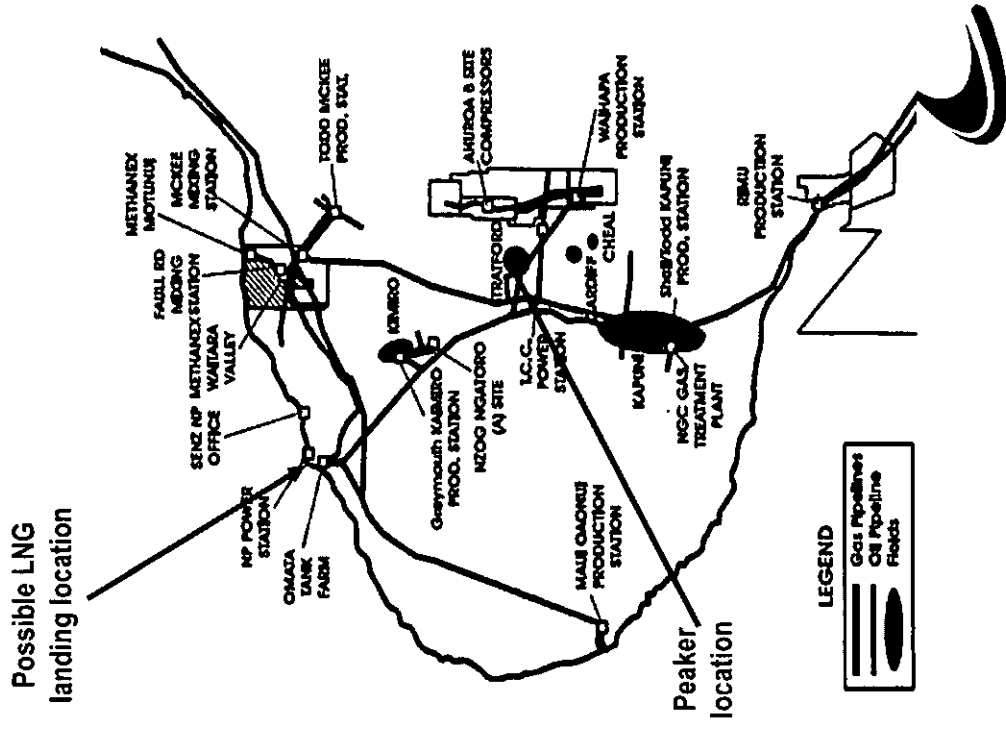 Possible LNG
landing location
METHANEX
MOTUNUI
MCKEE
MIXING
STATION
FAULL RD
MIXING
STATION
METHANEX
WAITARA
VALLEY
SENZ NP
OFFICE
NP POWER
STATION
OMATA
TANK
FARM
TODD MCKEE
PROD. STAT.
KIMIRO
Greymouth KAIMIRO
PROD. STATION
NZOG NGATORO
(A) SITE
AHUROA B SITE
COMPRESSORS
WAIHAPA
PRODUCTION
STATION
TRATFORD
CHEAL
ARDIFF
T.C.C.
POWER
STATION
Shell/Todd KAPUNI
PROD. STATION
KAPUNI
NGC GAS
TREATMENT
PLANT
RIMU
PRODUCTION
STATION
MAUI OAONUI
PRODUCTION
STATION
Peaker
location
LEGEND
Gas Pipelines
Oil Pipeline
Fields